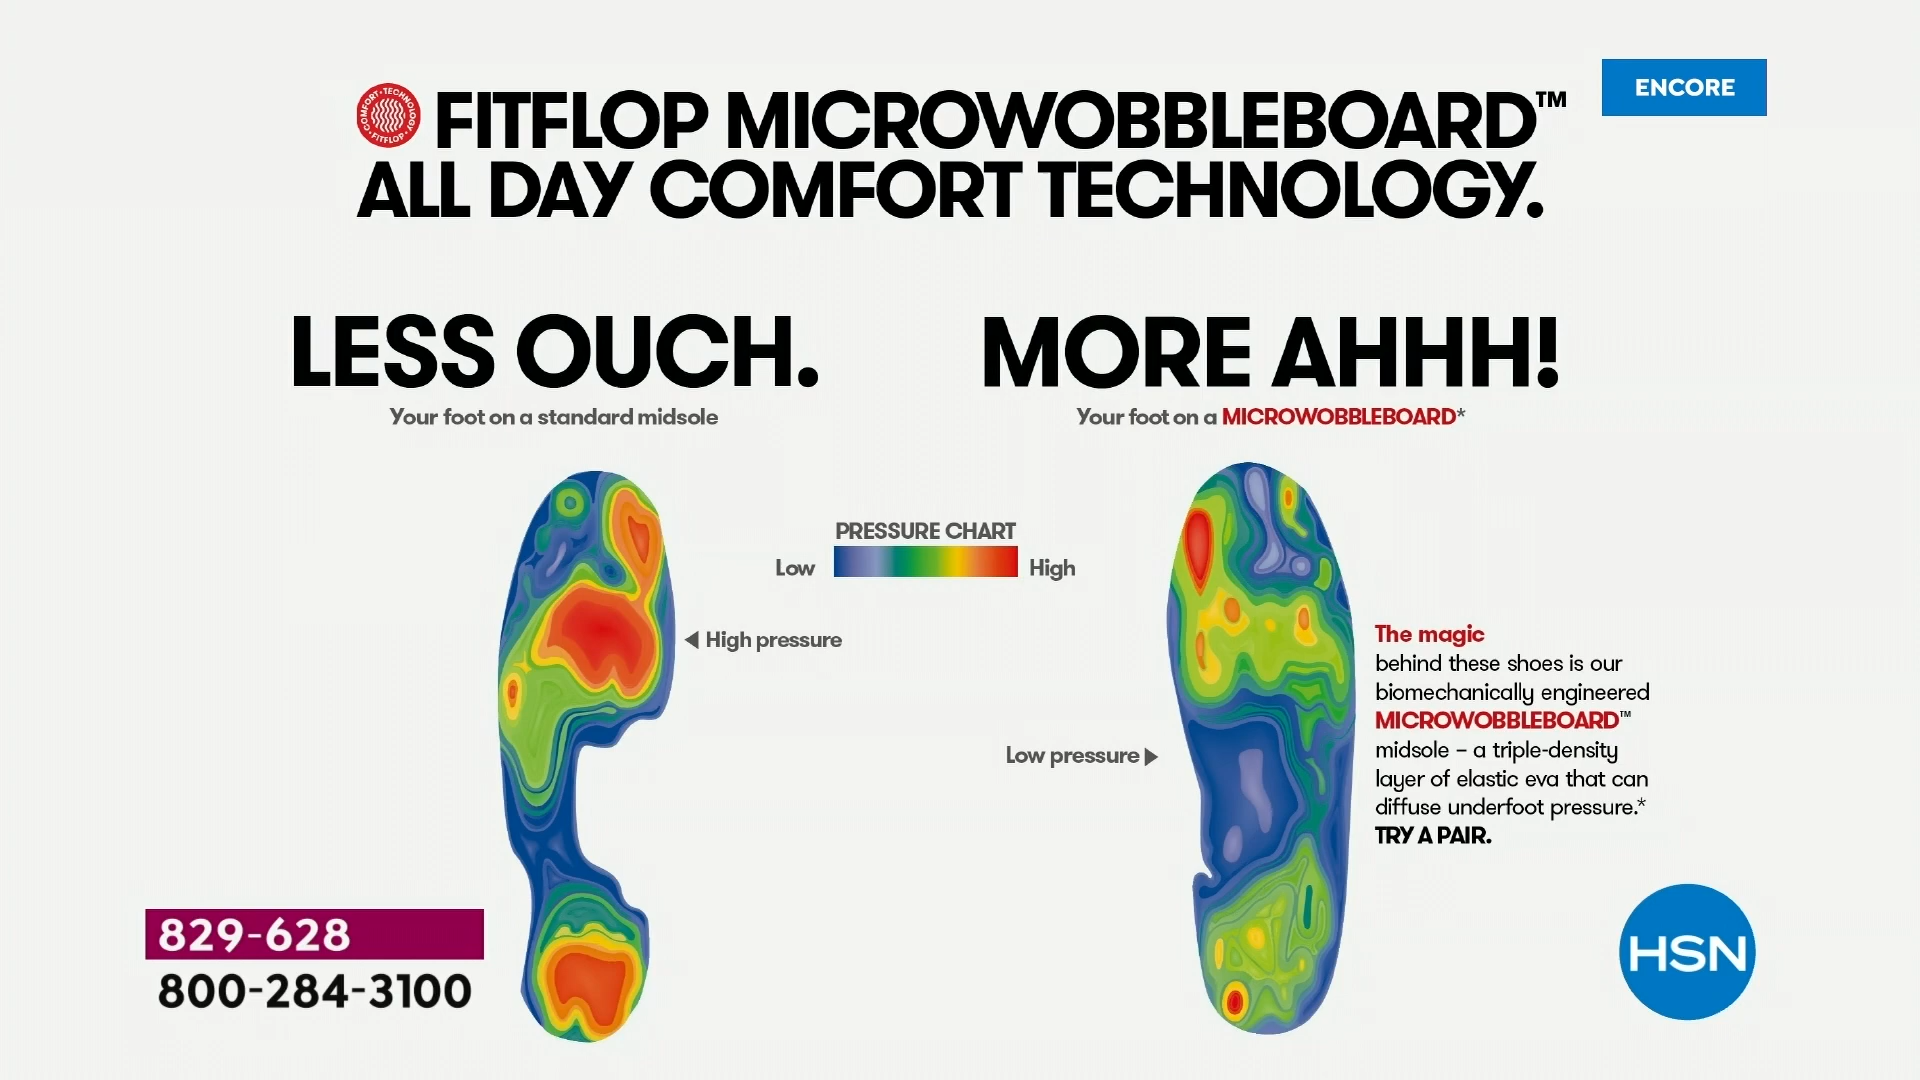 ENCORE
COMFORT TECHNOLOGY FITFLOP
FITFLOP MICROWOBBLEBOARD™
ALL DAY COMFORT TECHNOLOGY.
LESS OUCH.
Your foot on a standard midsole
MORE AHHH!
Your foot on a MICROWOBBLEBOARD*
PRESSURE CHART
Low
High
High pressure
Low pressure
The magic
behind these shoes is our
biomechanically engineered
MICROWOBBLEBOARD™
midsole – a triple-density
layer of elastic eva that can
diffuse underfoot pressure.*
TRY A PAIR.
829-628
800-284-3100
HSN